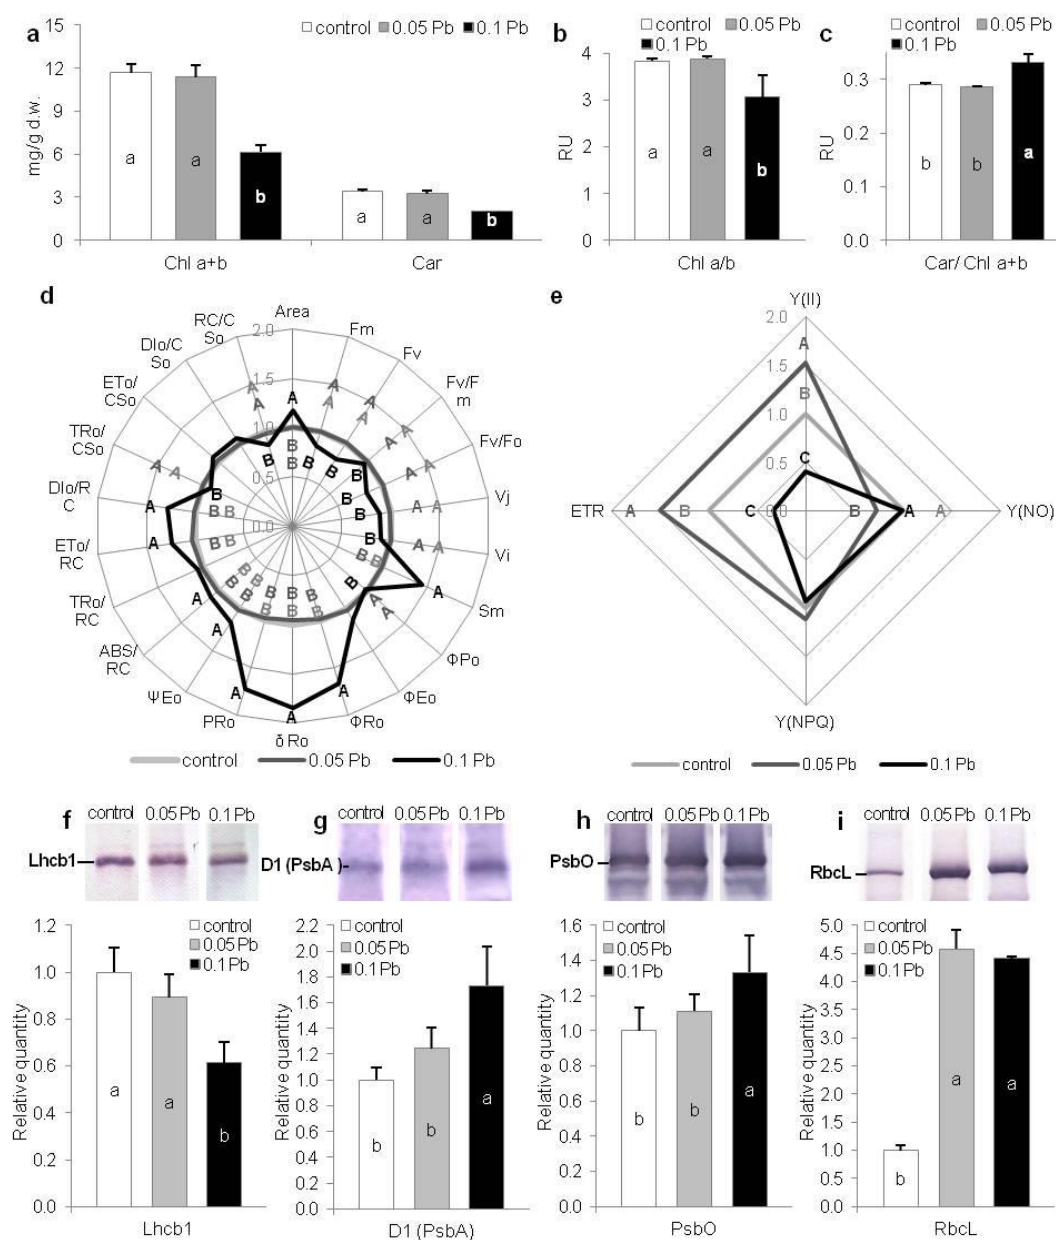 a
control 0.05 Pb 0.1 Pb
15
12
9
6
3
0
mg/g d.w.
a a b
a a b
Chl a+b Car
b
control 0.05 Pb
0.1 Pb
4
3
2
1
0
RU
a a b
Chl a/b
c
control 0.05 Pb
0.1 Pb
0.3
0.2
0.1
0.0
RU
b b a
Car/ Chl a+b
d
Area
Fm
Fv
Fv/F
m
Fv/Fo
Vj
Vi
Sm
ΦPo
ΦEo
ΦRo
δ Ro
PRo
ΨEo
ABS/
RC
TRo/
RC
ETo/
RC
DIo/R
C
TRo/
CSo
ETo/
CSo
DIo/C
So
RC/C
So
2.0
1.5
1.0
0.5
0.0
control 0.05 Pb 0.1 Pb
e
Y(II)
2.0
1.5
1.0
0.5
0.0
A
B
C
ETR A B C B A A Y(NO)
Y(NPQ)
control 0.05 Pb 0.1 Pb
f
control 0.05 Pb 0.1 Pb
Lhcb1
Relative quantity
1.2
1.0
0.8
0.6
0.4
0.2
0.0
control
0.05 Pb
0.1 Pb
a a b
Lhcb1
g
control 0.05 Pb 0.1 Pb
D1 (PsbA)
Relative quantity
2.2
2.0
1.8
1.6
1.4
1.2
1.0
0.8
0.6
0.4
0.2
0.0
control
0.05 Pb
0.1 Pb
b b a
D1 (PsbA)
h
control 0.05 Pb 0.1 Pb
PsbO
Relative quantity
1.6
1.4
1.2
1.0
0.8
0.6
0.4
0.2
0.0
control
0.05 Pb
0.1 Pb
b b a
PsbO
i
control 0.05 Pb 0.1 Pb
RbcL
Relative quantity
5.0
4.5
4.0
3.5
3.0
2.5
2.0
1.5
1.0
0.5
0.0
control
0.05 Pb
0.1 Pb
b a a
RbcL